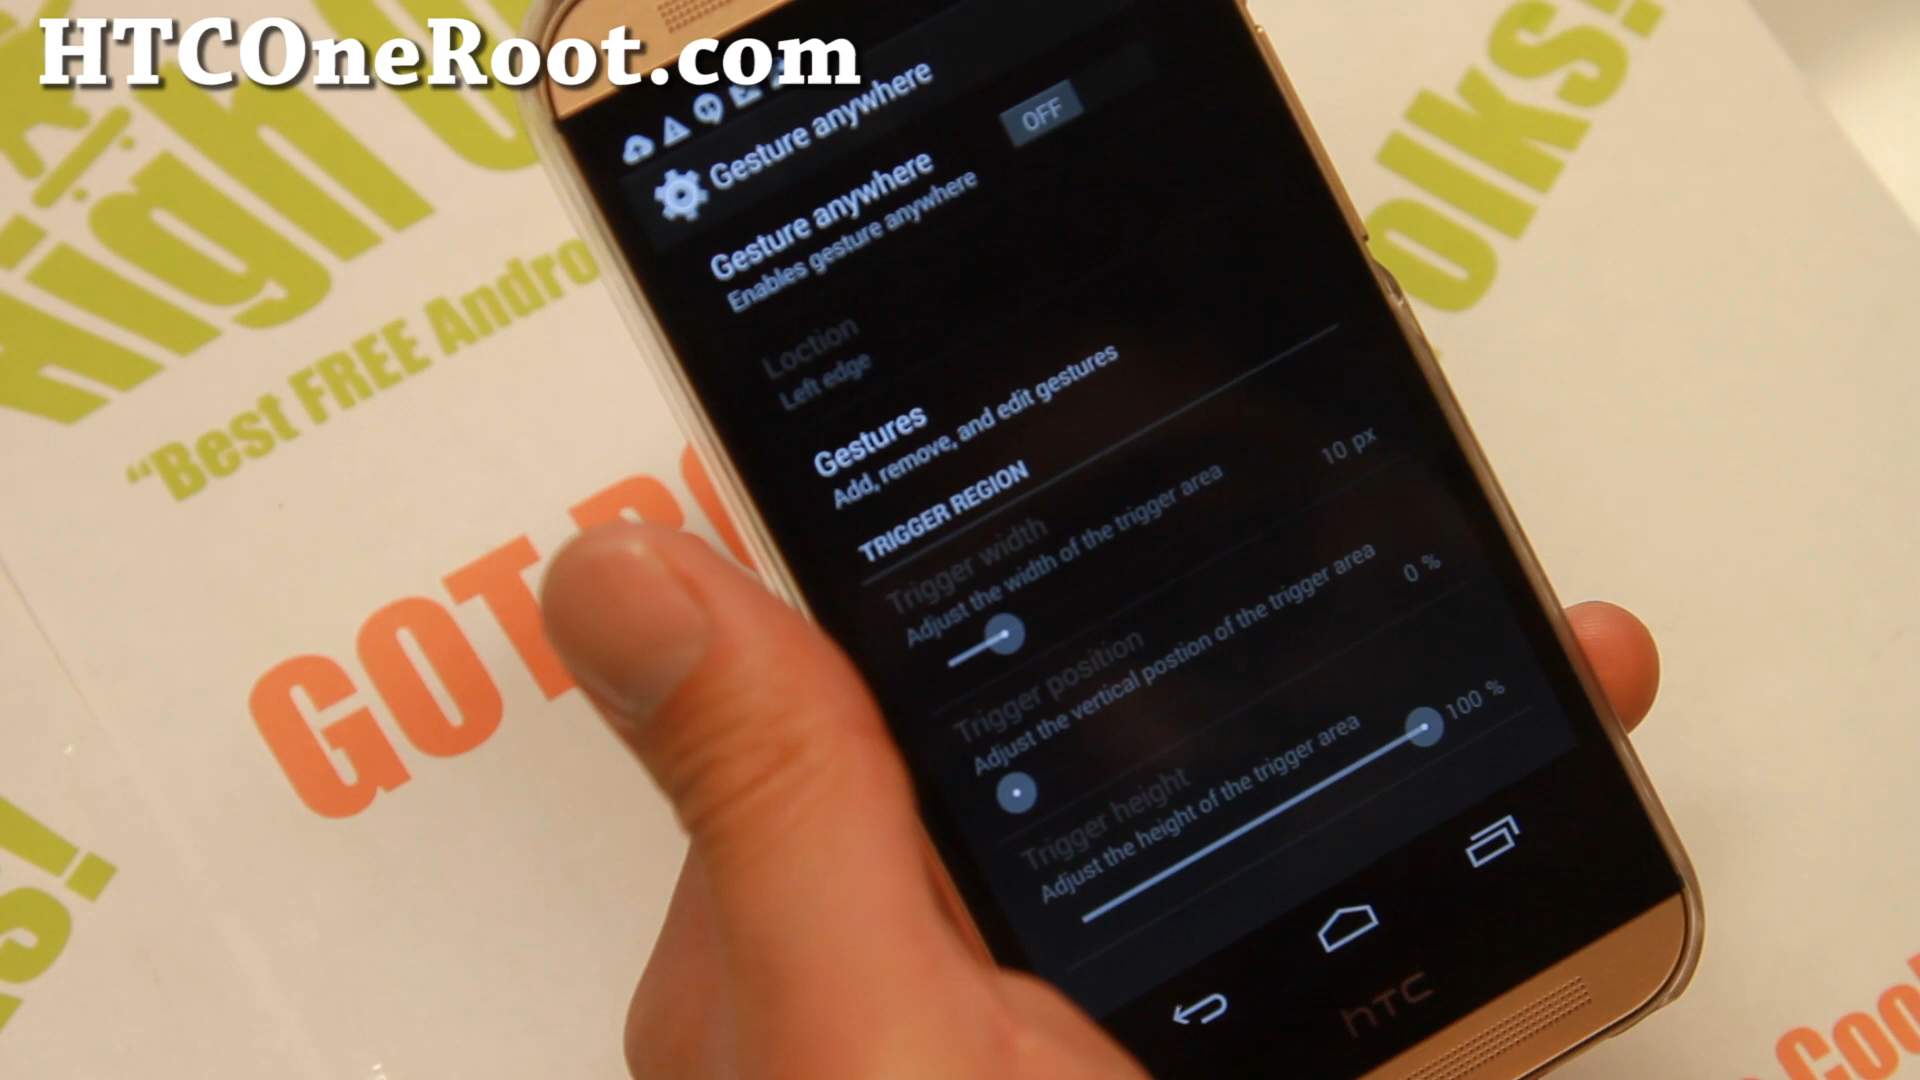 HTCOneRoot.com
Gesture anywhere
Gesture anywhere
Enables gesture anywhere
OFF
Loction
Left edge
Gestures
Add, remove, and edit gestures
TRIGGER REGION
Trigger width
Adjust the width of the trigger area
10 px
Trigger position
Adjust the vertical postion of the trigger area
0 %
Trigger height
Adjust the height of the trigger area
100 %
hTC
"Best FREE Andro
GOT
olks!
s!